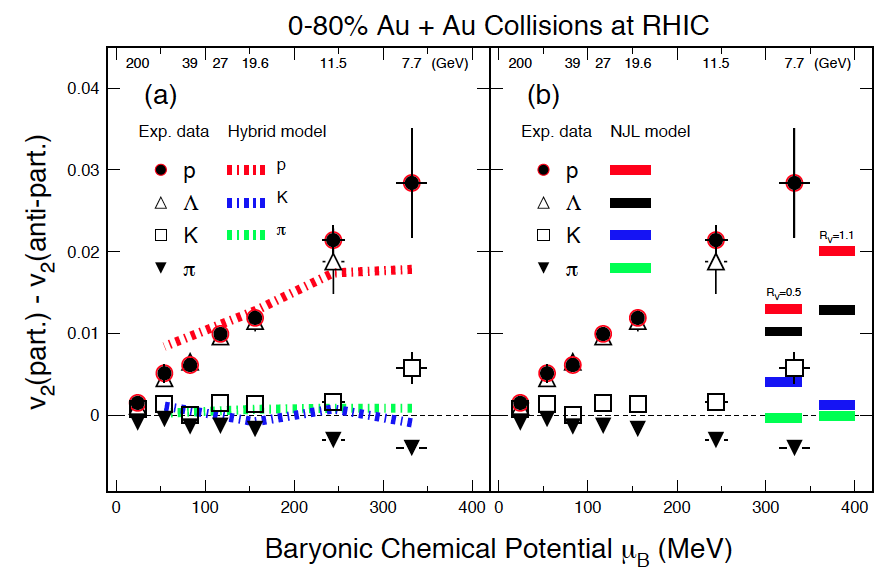 0-80% Au + Au Collisions at RHIC
200 39 27 19.6 11.5 7.7 (GeV)
200 39 27 19.6 11.5 7.7 (GeV)
(a)
(b)
Exp. data Hybrid model
p p
Λ K
K π
π
Exp. data NJL model
p
Λ
K
π
R_V=1.1
R_V=0.5
0.04
0.03
0.02
0.01
0
v₂(part.) - v₂(anti-part.)
0 100 200 300 400
0 100 200 300 400
Baryonic Chemical Potential μ_B (MeV)